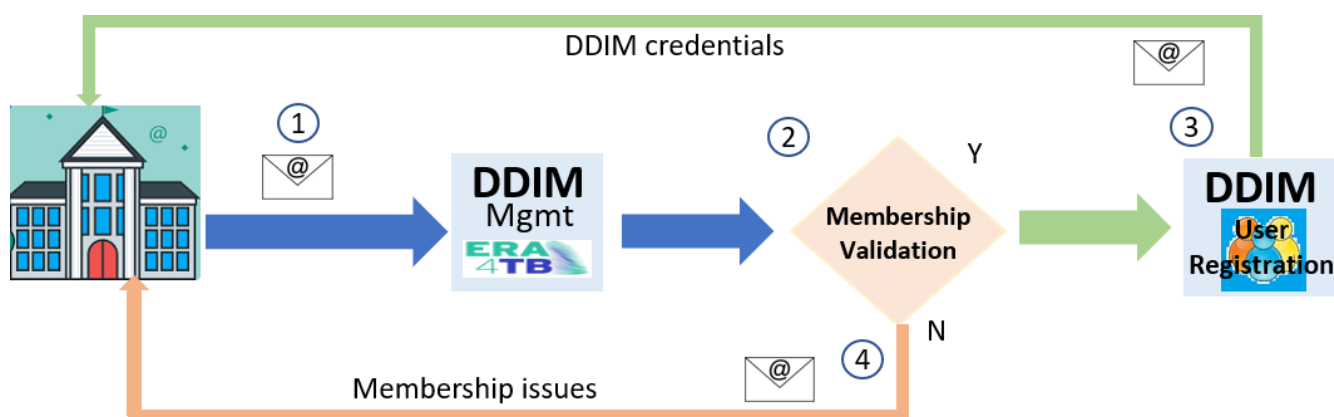 DDIM credentials
@
@
1
@
2
3
DDIM
Mgmt
ERA
4TB
Membership
Validation
Y
DDIM
User
Registration
N
4
@
Membership issues